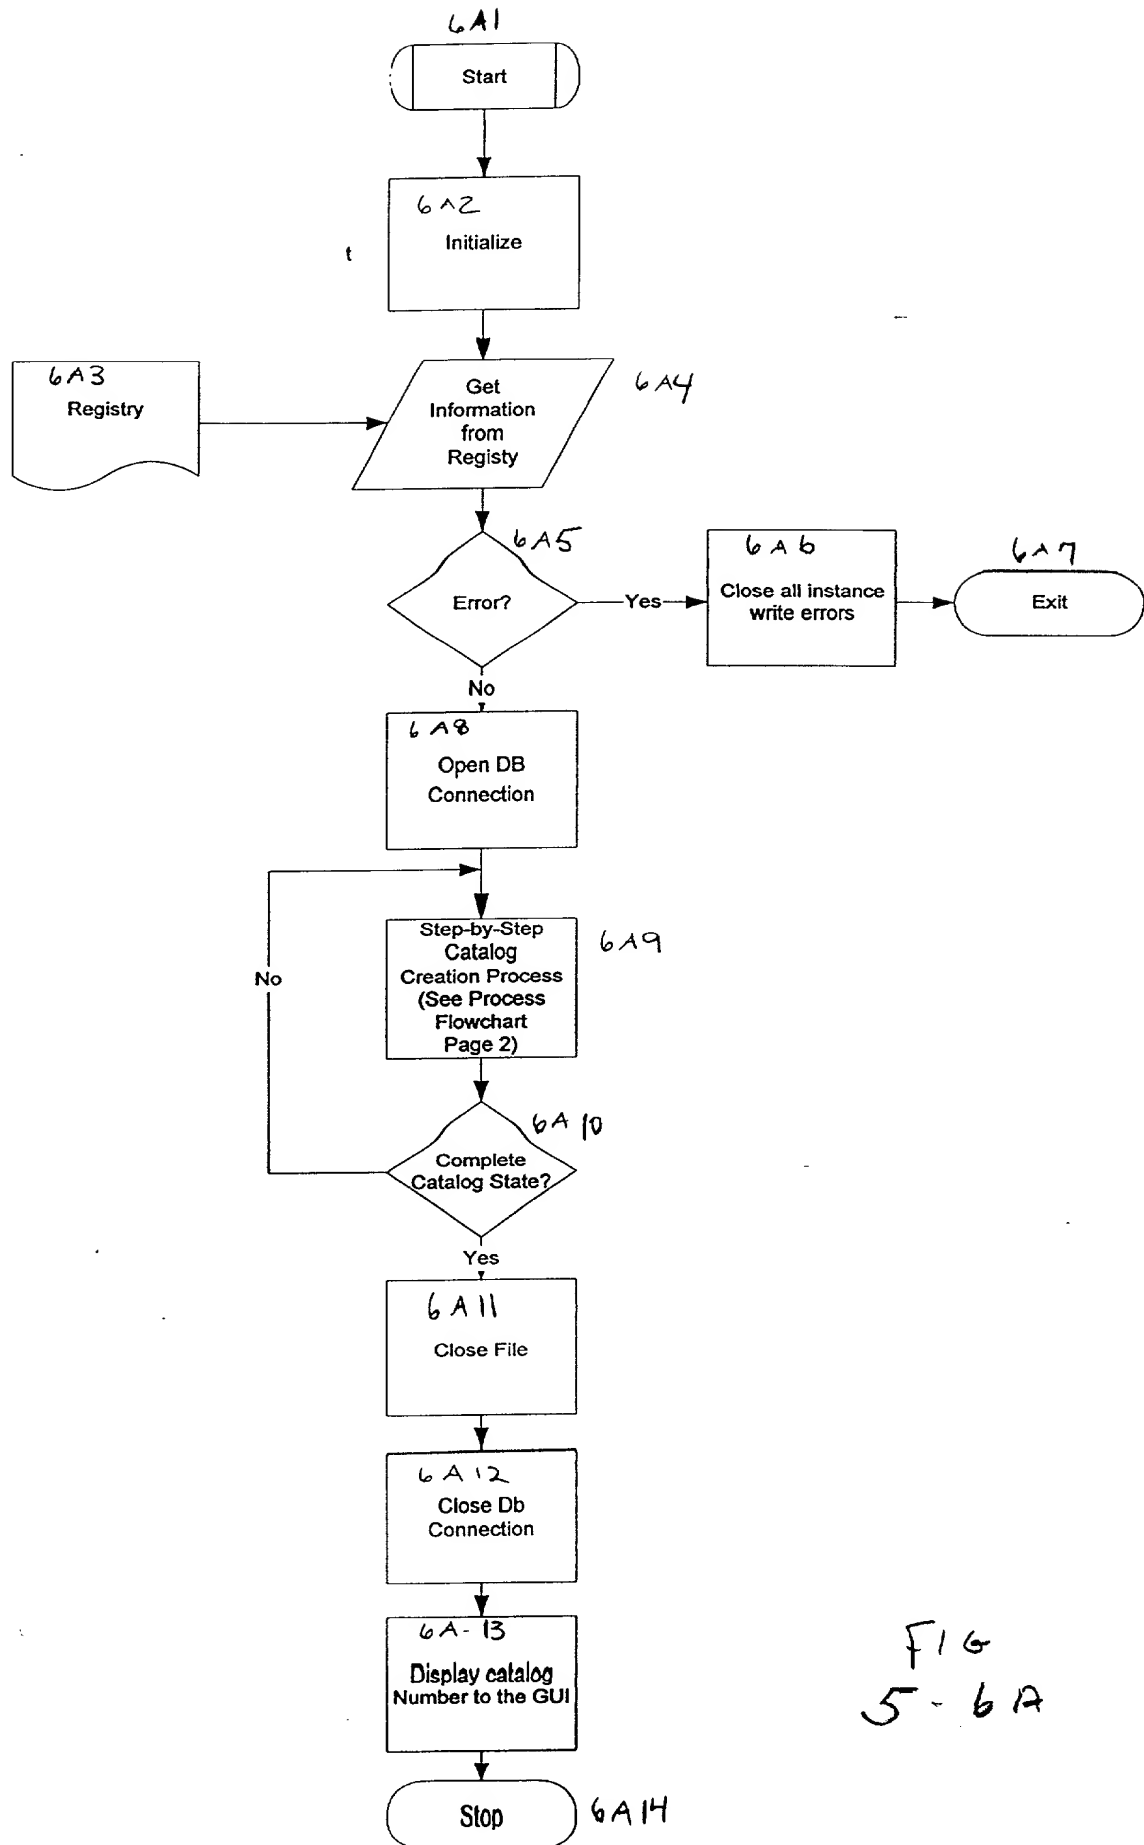 6A1
Start
6A2
Initialize
t
6A3
Registry
Get
Information
from
Registy
6A4
6A5
Error?
Yes
6A6
Close all instance
write errors
6A7
Exit
No
6A8
Open DB
Connection
Step-by-Step
Catalog
Creation Process
(See Process
Flowchart
Page 2)
6A9
No
6A10
Complete
Catalog State?
Yes
6A11
Close File
6A12
Close Db
Connection
6A-13
Display catalog
Number to the GUI
Stop
6A14
FIG
5-6A